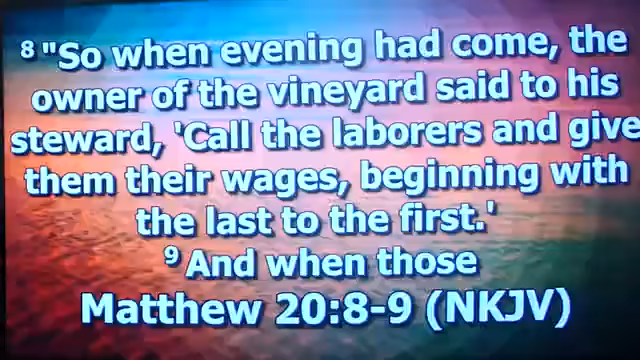 8 "So when evening had come, the
owner of the vineyard said to his
steward, 'Call the laborers and give
them their wages, beginning with
the last to the first.'
9 And when those
Matthew 20:8-9 (NKJV)